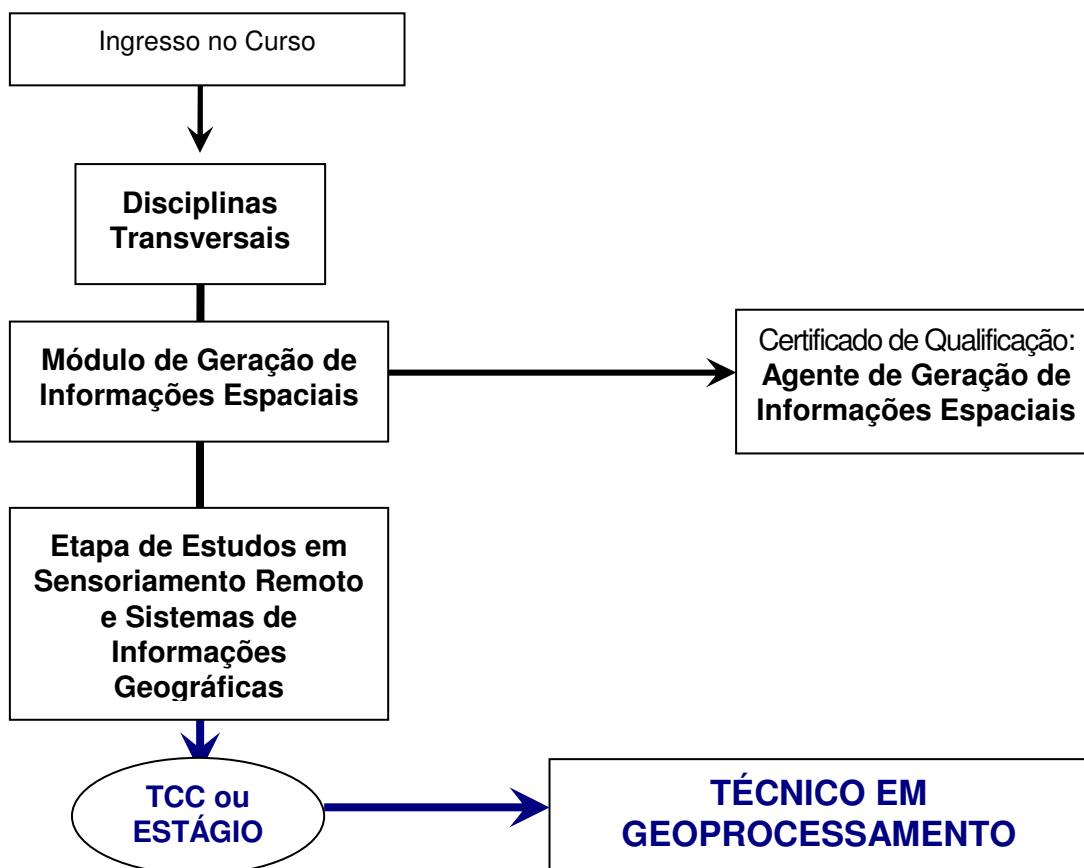 Ingresso no Curso
Disciplinas
Transversais
Módulo de Geração de
Informações Espaciais
Certificado de Qualificação:
Agente de Geração de
Informações Espaciais
Etapa de Estudos em
Sensoriamento Remoto
e Sistemas de
Informações
Geográficas
TCC ou
ESTÁGIO
TÉCNICO EM
GEOPROCESSAMENTO